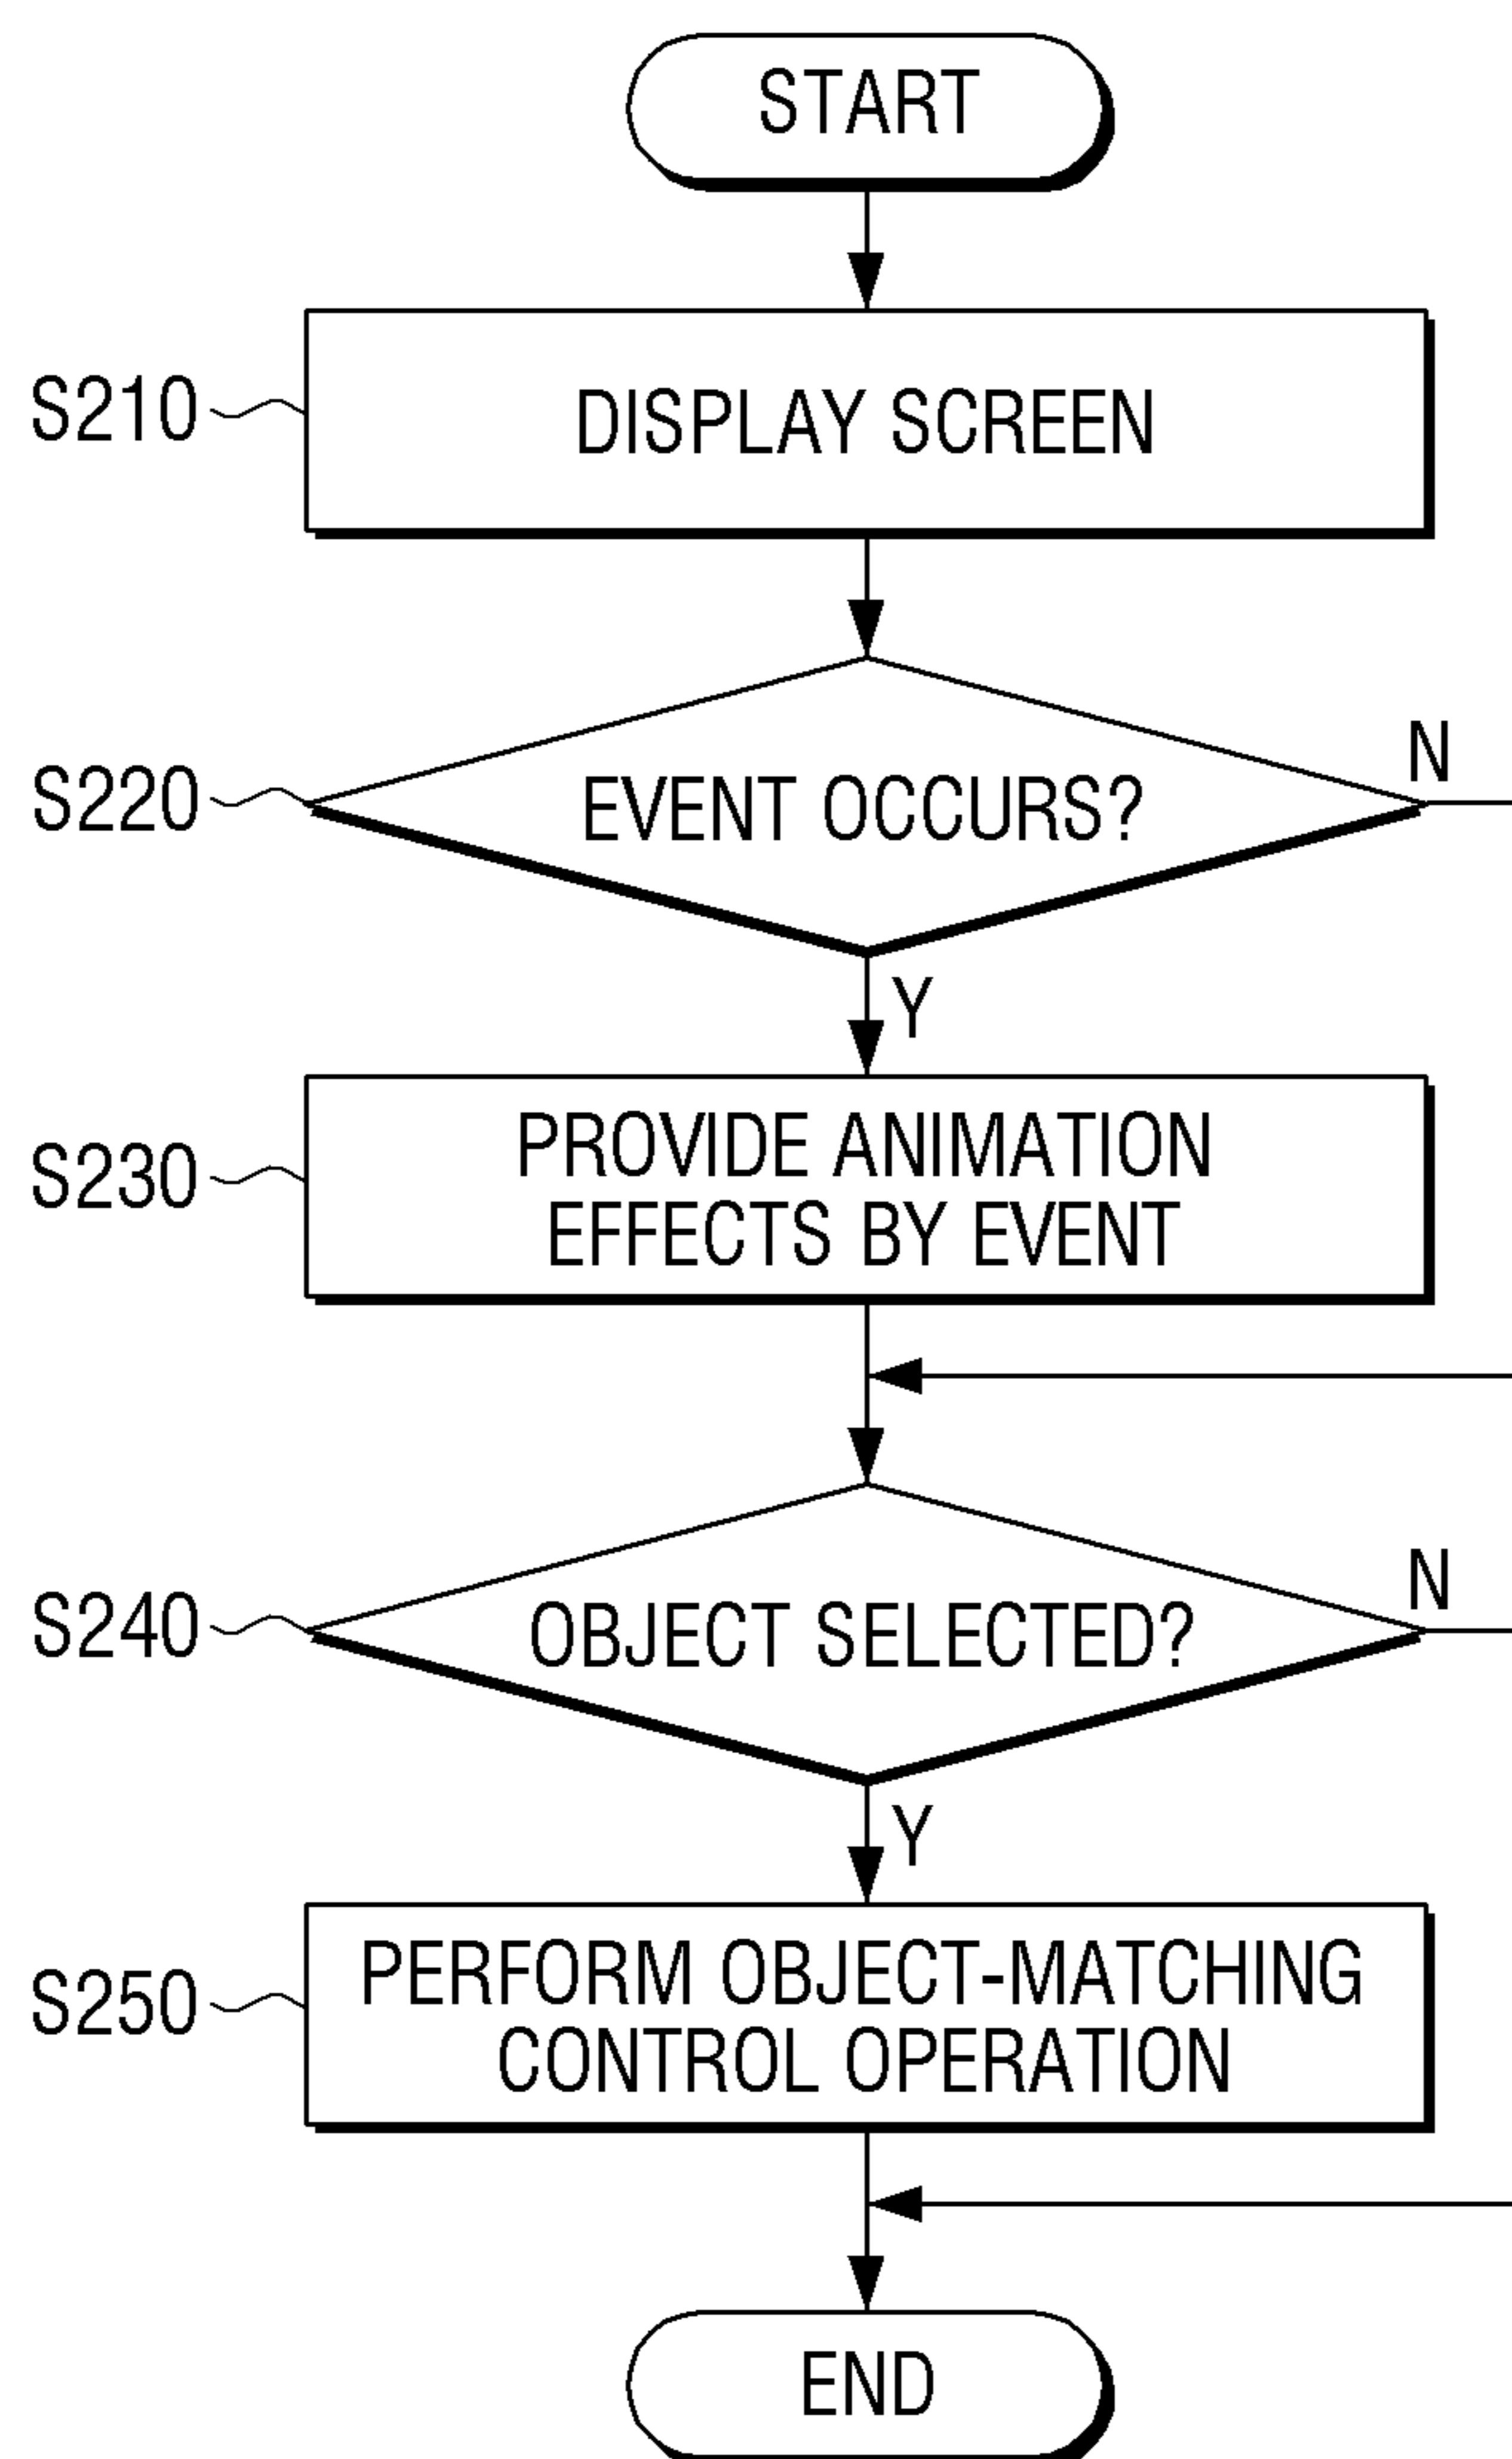 START
S210
DISPLAY SCREEN
S220
EVENT OCCURS?
N
Y
S230
PROVIDE ANIMATION
EFFECTS BY EVENT
S240
OBJECT SELECTED?
N
Y
S250
PERFORM OBJECT-MATCHING
CONTROL OPERATION
END